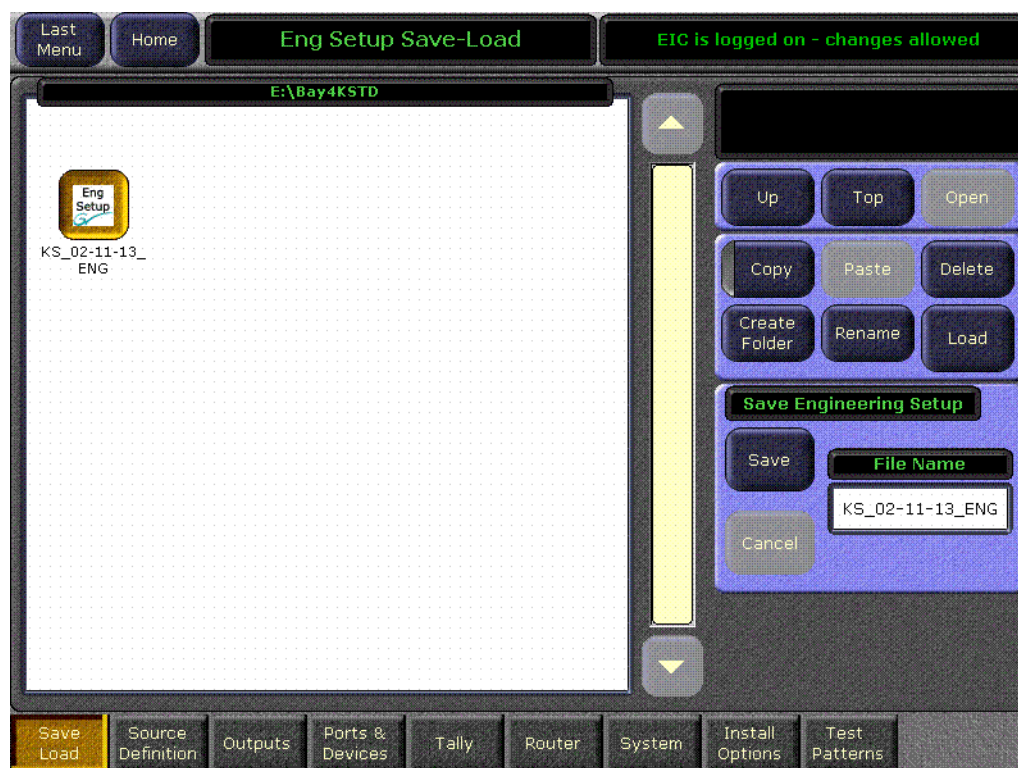 Last
Menu
Home
Eng Setup Save-Load
EIC is logged on - changes allowed
E:\Bay4KSTD
Eng
Setup
KS_02-11-13_
ENG
Up
Top
Open
Copy
Paste
Delete
Create
Folder
Rename
Load
Save Engineering Setup
Save
File Name
KS_02-11-13_ENG
Cancel
Save
Load
Source
Definition
Outputs
Ports &
Devices
Tally
Router
System
Install
Options
Test
Patterns